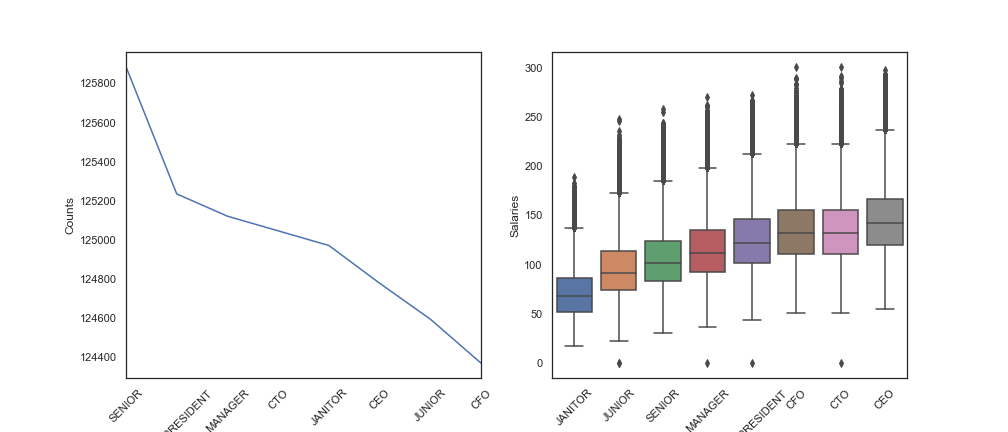 125800
125600
125400
125200
125000
124800
124600
124400
Counts
SENIOR
RESIDENT
MANAGER
CTO
JANITOR
CEO
JUNIOR
CFO
300
250
200
150
100
50
0
Salaries
JANITOR
JUNIOR
SENIOR
MANAGER
PRESIDENT
CFO
CTO
CEO